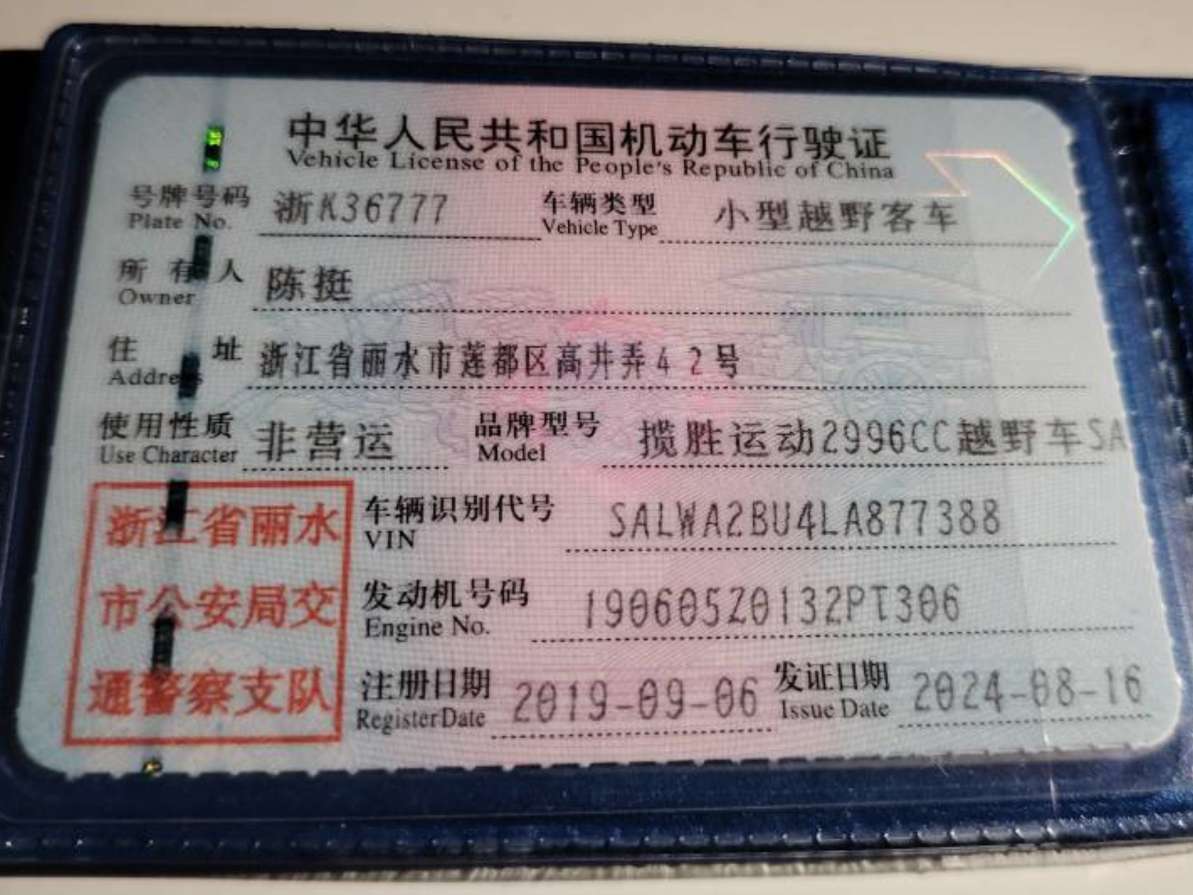 中华人民共和国机动车行驶证
Vehicle License of the People's Republic of China
号牌号码 浙K36777 车辆类型 小型越野客车
Plate No. Vehicle Type
所有人 陈挺
Owner
住址 浙江省丽水市莲都区高井弄42号
Address
使用性质 非营运 品牌型号 揽胜运动2996CC越野车SA
Use Character Model
浙江省丽水
市公安局交
通警察支队
车辆识别代号 SALWA2BU4LA877388
VIN
发动机号码 190605Z0132PT306
Engine No.
注册日期 2019-09-06 发证日期 2024-08-16
Register Date Issue Date